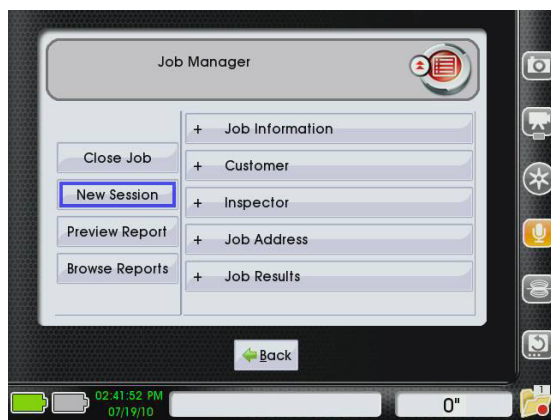 Job Manager
Close Job
New Session
Preview Report
Browse Reports
+ Job Information
+ Customer
+ Inspector
+ Job Address
+ Job Results
Back
02:41:52 PM
07/19/10
0"
1